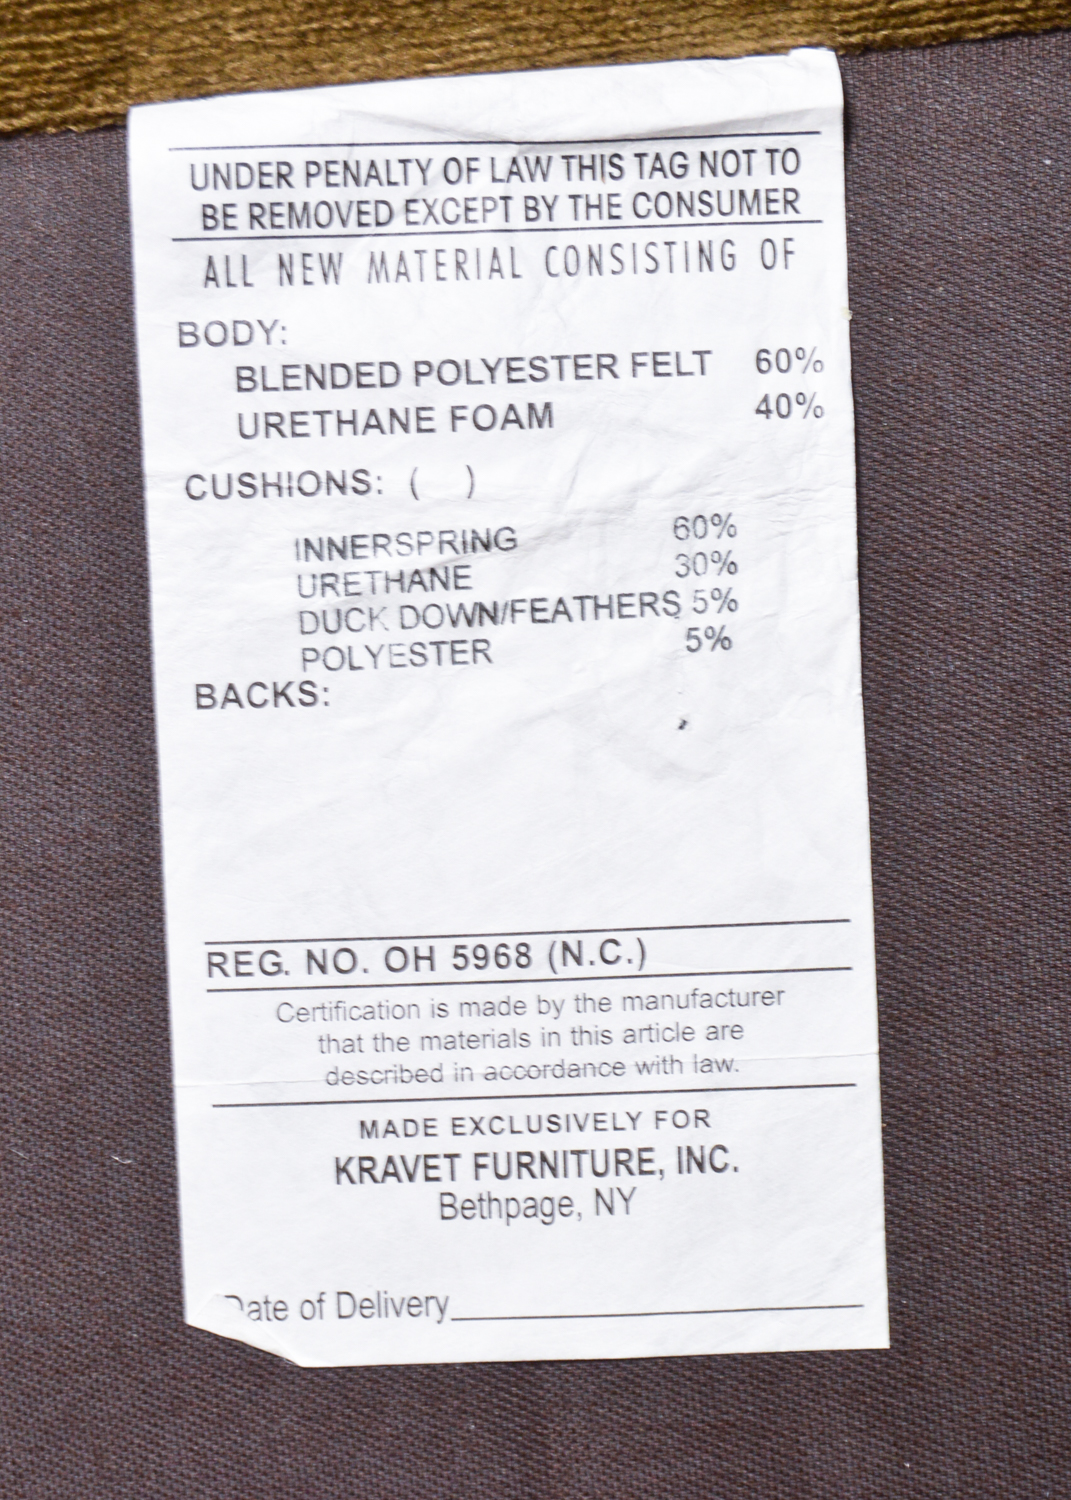 UNDER PENALTY OF LAW THIS TAG NOT TO
BE REMOVED EXCEPT BY THE CONSUMER
ALL NEW MATERIAL CONSISTING OF
BODY:
BLENDED POLYESTER FELT 60%
URETHANE FOAM 40%
CUSHIONS: ( )
INNERSPRING 60%
URETHANE 30%
DUCK DOWN/FEATHERS 5%
POLYESTER 5%
BACKS:
REG. NO. OH 5968 (N.C.)
Certification is made by the manufacturer
that the materials in this article are
described in accordance with law.
MADE EXCLUSIVELY FOR
KRAVET FURNITURE, INC.
Bethpage, NY
Date of Delivery